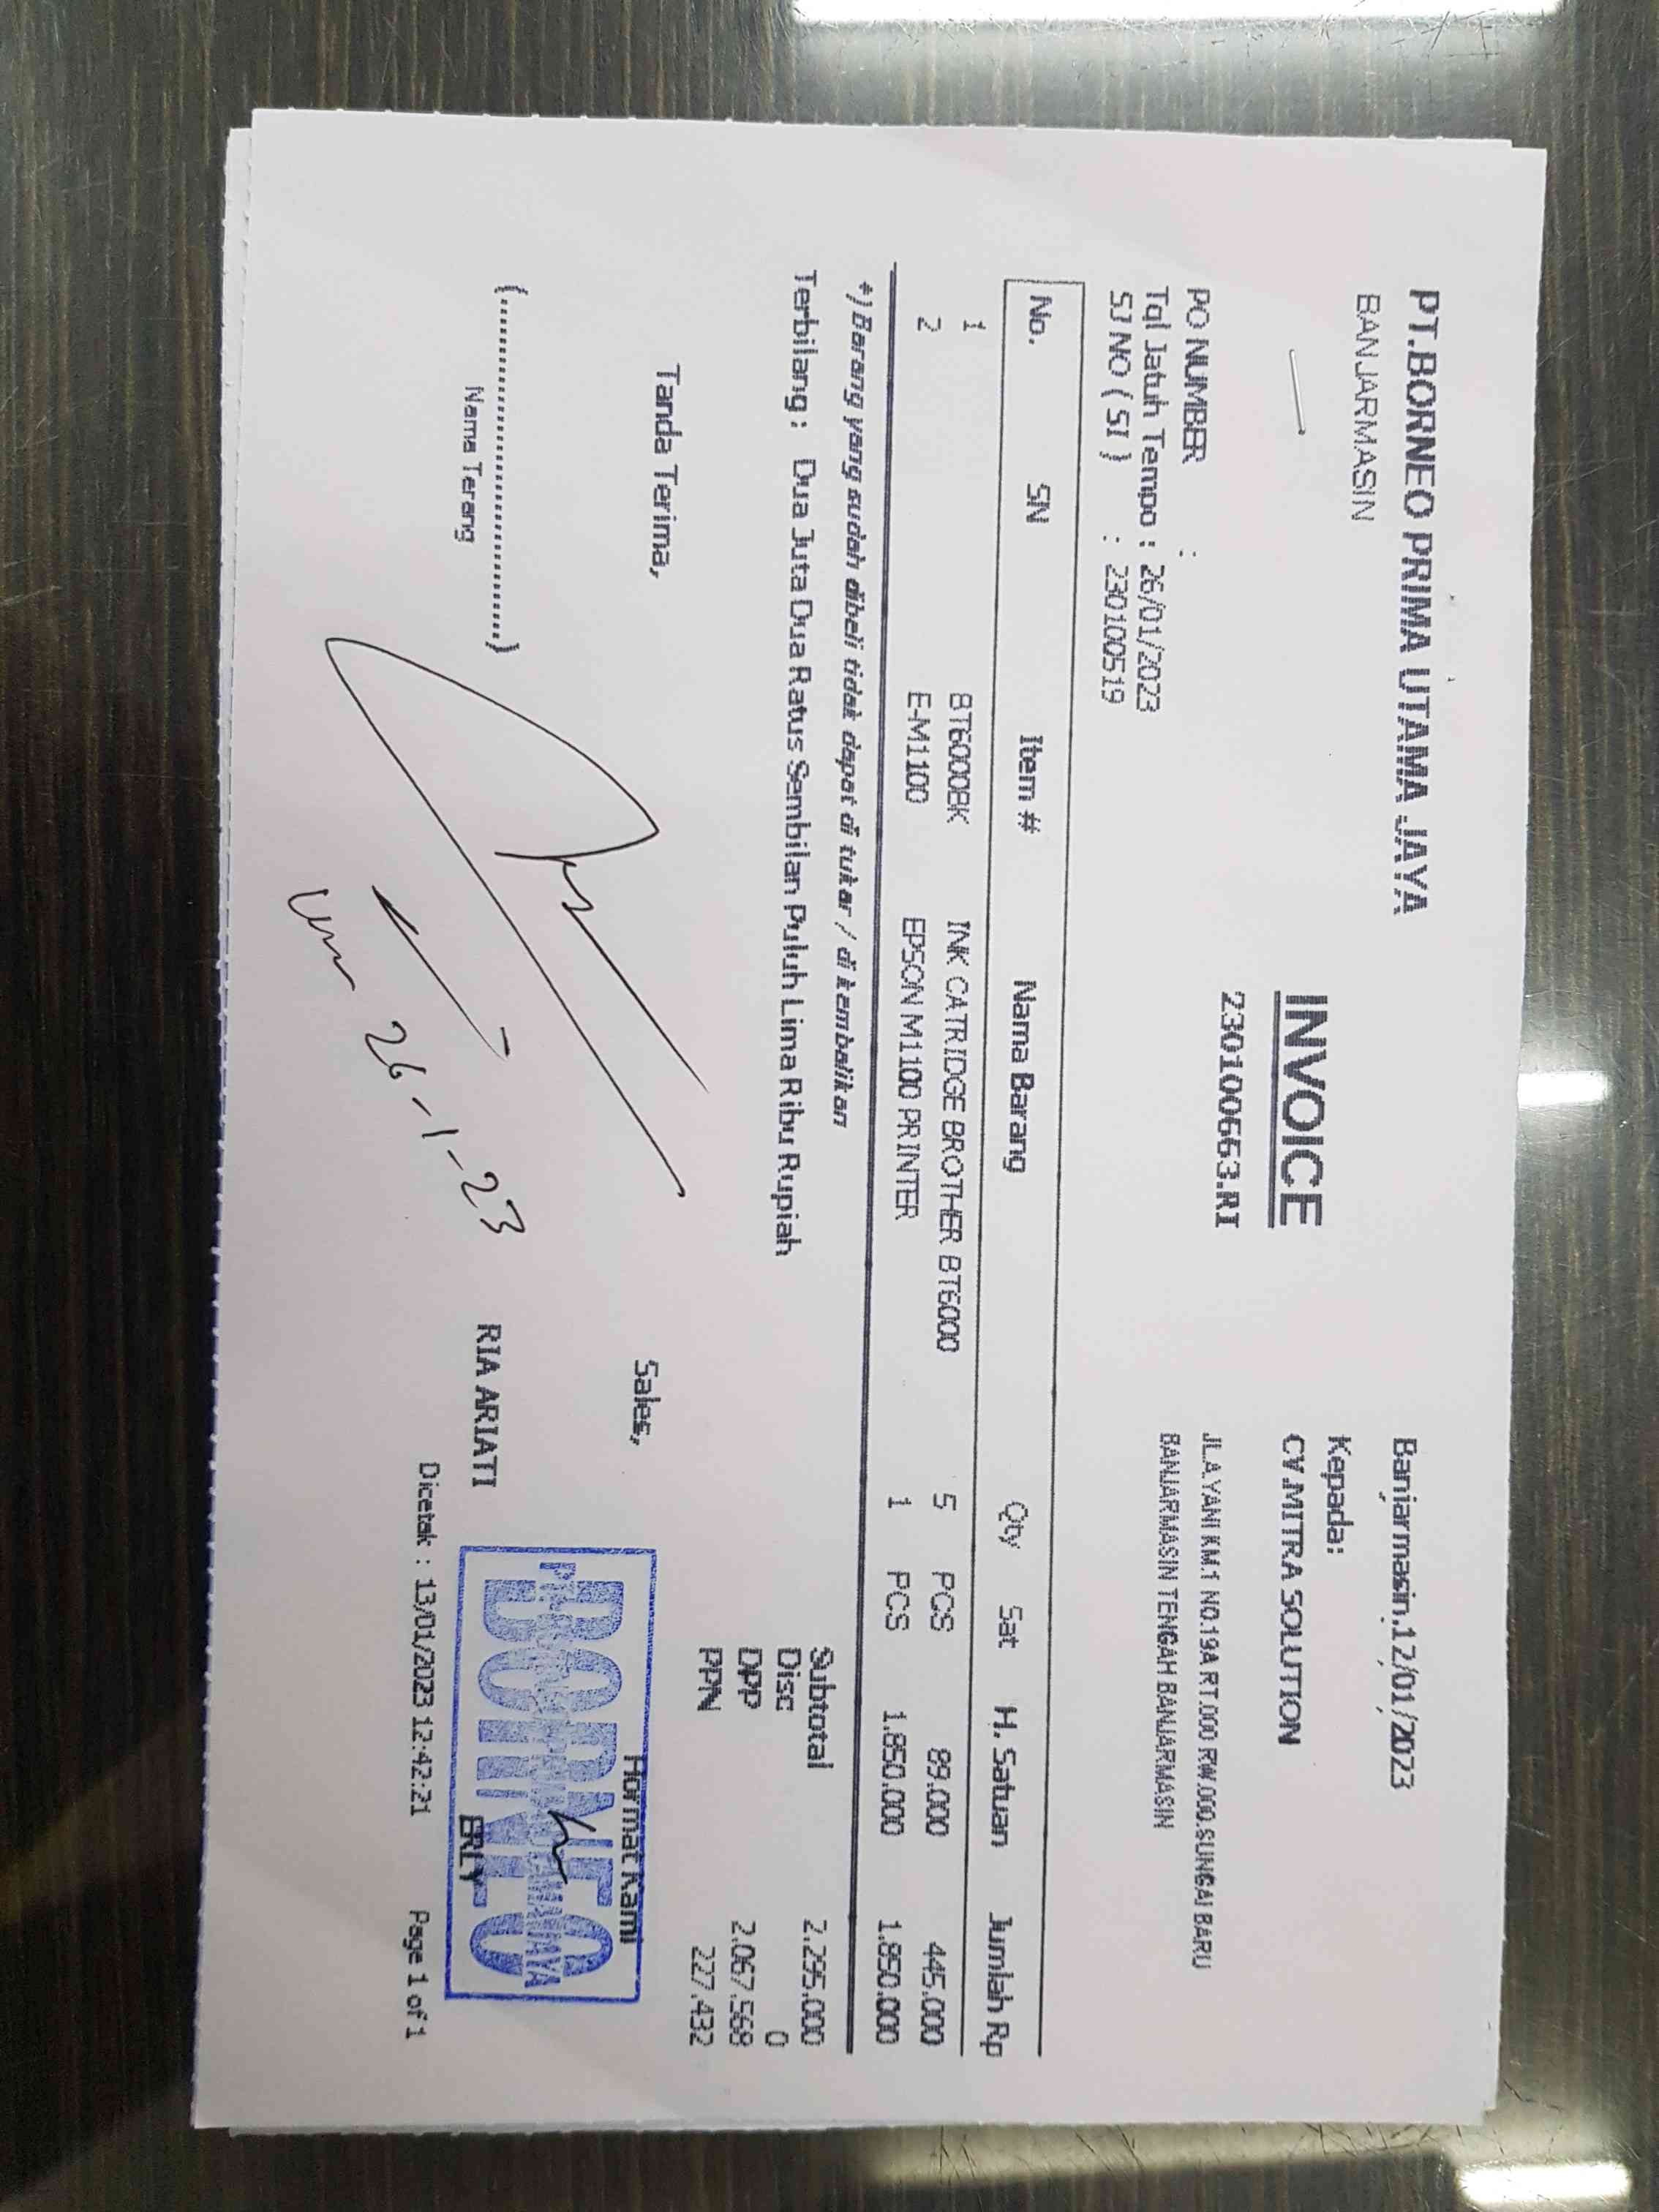 PT.BORNEO PRIMA UTAMA JAYA
BANJARMASIN
Banjarmasin,12/01/2023
Kepada:
CV.MITRA SOLUTION
JL.A.YANI KM.1 NO.19A RT.000 RW.000.SUNGAI BARU
BANJARMASIN TENGAH BANJARMASIN
INVOICE
230100663.RI
PO NUMBER :
Tgl Jatuh Tempo : 26/01/2023
SJ NO ( SI ) : 230100519
No. SN Item # Nama Barang Qty Sat H. Satuan Jumlah Rp
1 BT6000BK INK CATRIDGE BROTHER BT6000 5 PCS 89.000 445.000
2 E-M1100 EPSON M1100 PRINTER 1 PCS 1.850.000 1.850.000
*) Barang yang sudah dibeli tidak dapat di tukar / di kembalikan
Terbilang : Dua Juta Dua Ratus Sembilan Puluh Lima Ribu Rupiah
Subtotal 2.295.000
Disc 0
DPP 2.067.568
PPN 227.432
Tanda Terima,
Sales,
Hormat Kami
BORNEO
(..................................)
Nama Terang
RIA ARIATI
ERLY
26-1-23
Dicetak : 13/01/2023 12:42:21 Page 1 of 1